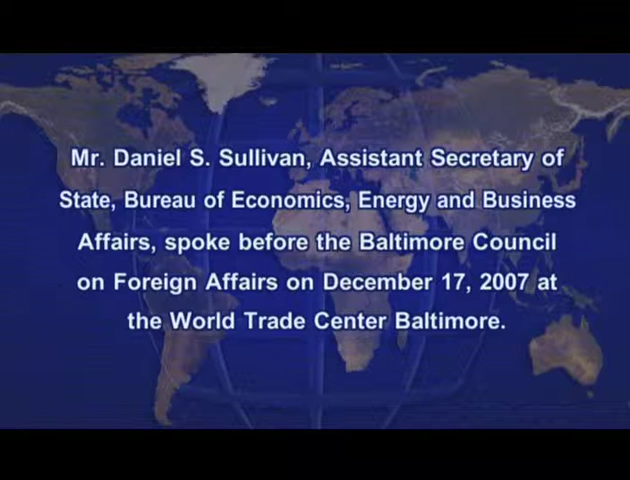 Mr. Daniel S. Sullivan, Assistant Secretary of
State, Bureau of Economics, Energy and Business
Affairs, spoke before the Baltimore Council
on Foreign Affairs on December 17, 2007 at
the World Trade Center Baltimore.